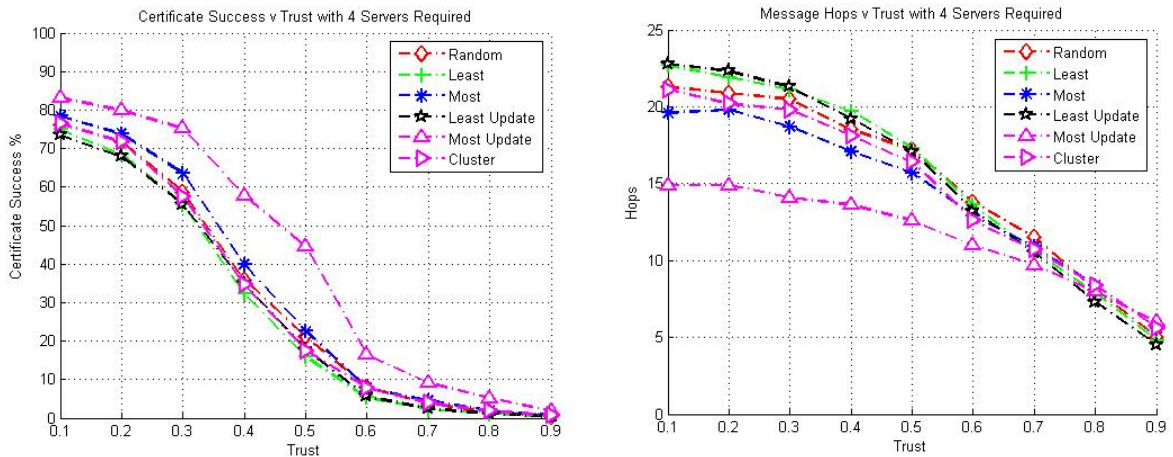 Certificate Success v Trust with 4 Servers Required
100
90
80
70
60
50
40
30
20
10
0
Certificate Success %
0.1 0.2 0.3 0.4 0.5 0.6 0.7 0.8 0.9
Trust
Random
Least
Most
Least Update
Most Update
Cluster
Message Hops v Trust with 4 Servers Required
25
20
15
10
5
0
Hops
0.1 0.2 0.3 0.4 0.5 0.6 0.7 0.8 0.9
Trust
Random
Least
Most
Least Update
Most Update
Cluster